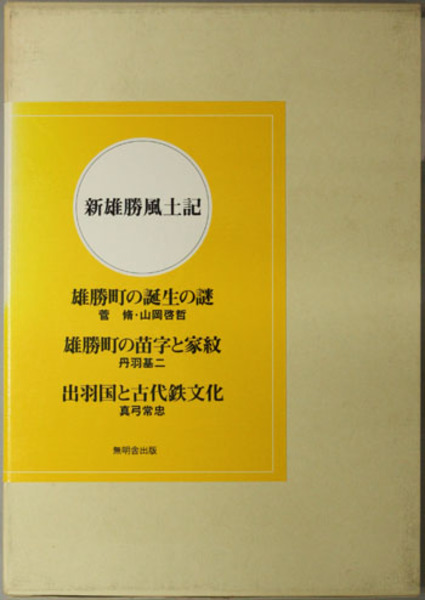 新雄勝風土記
雄勝町の誕生の謎
菅　脩・山岡啓哲
雄勝町の苗字と家紋
丹羽基二
出羽国と古代鉄文化
真弓常忠
無明舎出版